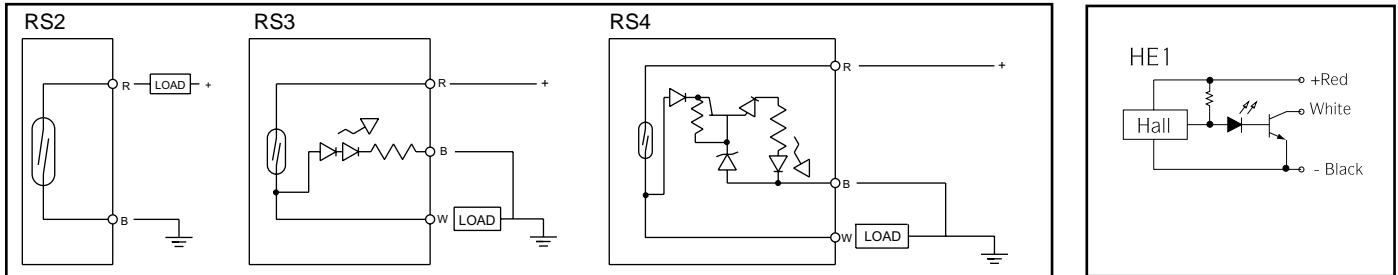 RS2
R
LOAD
+
B
RS3
R
+
B
W
LOAD
RS4
R
+
B
W
LOAD
HE1
+Red
White
Hall
- Black